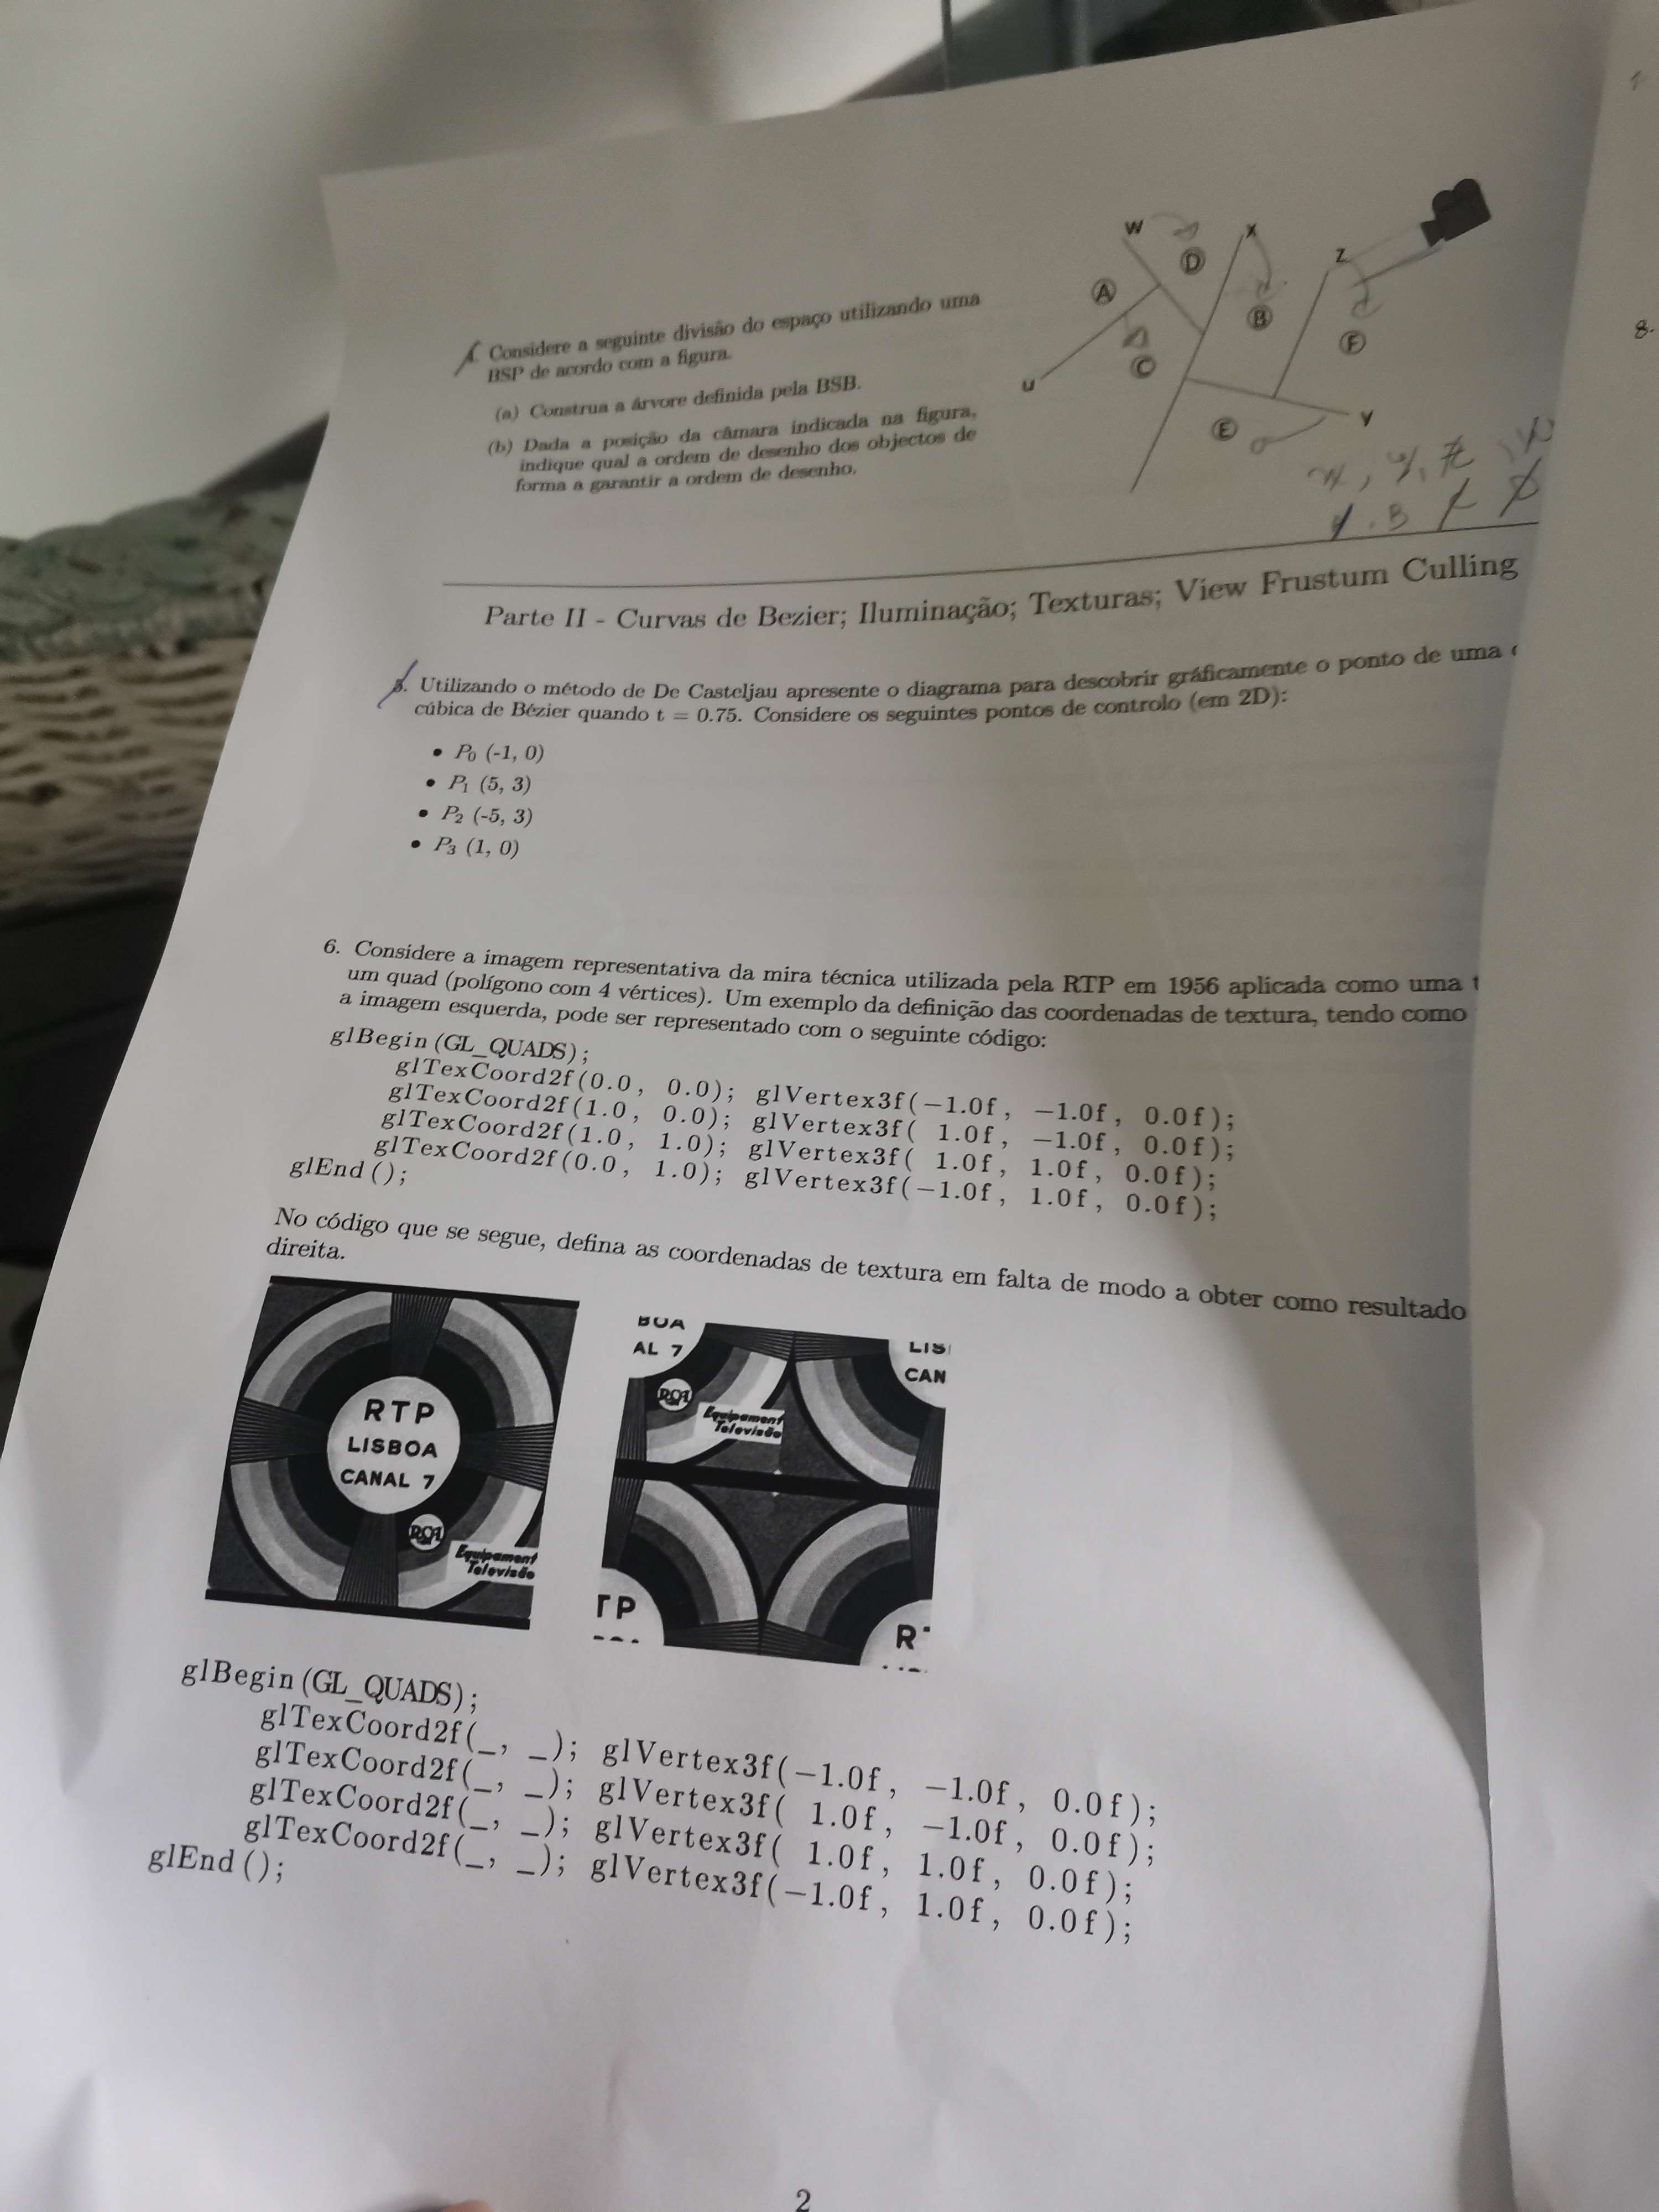 Considere a seguinte divisão do espaço utilizando uma
BSP de acordo com a figura.
(a) Construa a árvore definida pela BSB.
(b) Dada a posição da câmara indicada na figura,
indique qual a ordem de desenho dos objectos de
forma a garantir a ordem de desenho.
W
D
X
Z
A
B
F
C
U
Y
E
8.
Parte II - Curvas de Bezier; Iluminação; Texturas; View Frustum Culling
5. Utilizando o método de De Casteljau apresente o diagrama para descobrir gráficamente o ponto de uma
cúbica de Bézier quando t = 0.75. Considere os seguintes pontos de controlo (em 2D):
• P0 (-1, 0)
• P1 (5, 3)
• P2 (-5, 3)
• P3 (1, 0)
6. Considere a imagem representativa da mira técnica utilizada pela RTP em 1956 aplicada como uma t
um quad (polígono com 4 vértices). Um exemplo da definição das coordenadas de textura, tendo como
a imagem esquerda, pode ser representado com o seguinte código:
glBegin(GL_QUADS);
glTexCoord2f(0.0, 0.0); glVertex3f(-1.0f, -1.0f, 0.0f);
glTexCoord2f(1.0, 0.0); glVertex3f( 1.0f, -1.0f, 0.0f);
glTexCoord2f(1.0, 1.0); glVertex3f( 1.0f, 1.0f, 0.0f);
glTexCoord2f(0.0, 1.0); glVertex3f(-1.0f, 1.0f, 0.0f);
glEnd();
No código que se segue, defina as coordenadas de textura em falta de modo a obter como resultado
direita.
RTP
LISBOA
CANAL 7
RCA
Equipament
Televisão
BOA
AL 7
RCA
Equipament
Televisão
LIS
CAN
TP
R
glBegin(GL_QUADS);
glTexCoord2f(_, _); glVertex3f(-1.0f, -1.0f, 0.0f);
glTexCoord2f(_, _); glVertex3f( 1.0f, -1.0f, 0.0f);
glTexCoord2f(_, _); glVertex3f( 1.0f, 1.0f, 0.0f);
glTexCoord2f(_, _); glVertex3f(-1.0f, 1.0f, 0.0f);
glEnd();
2